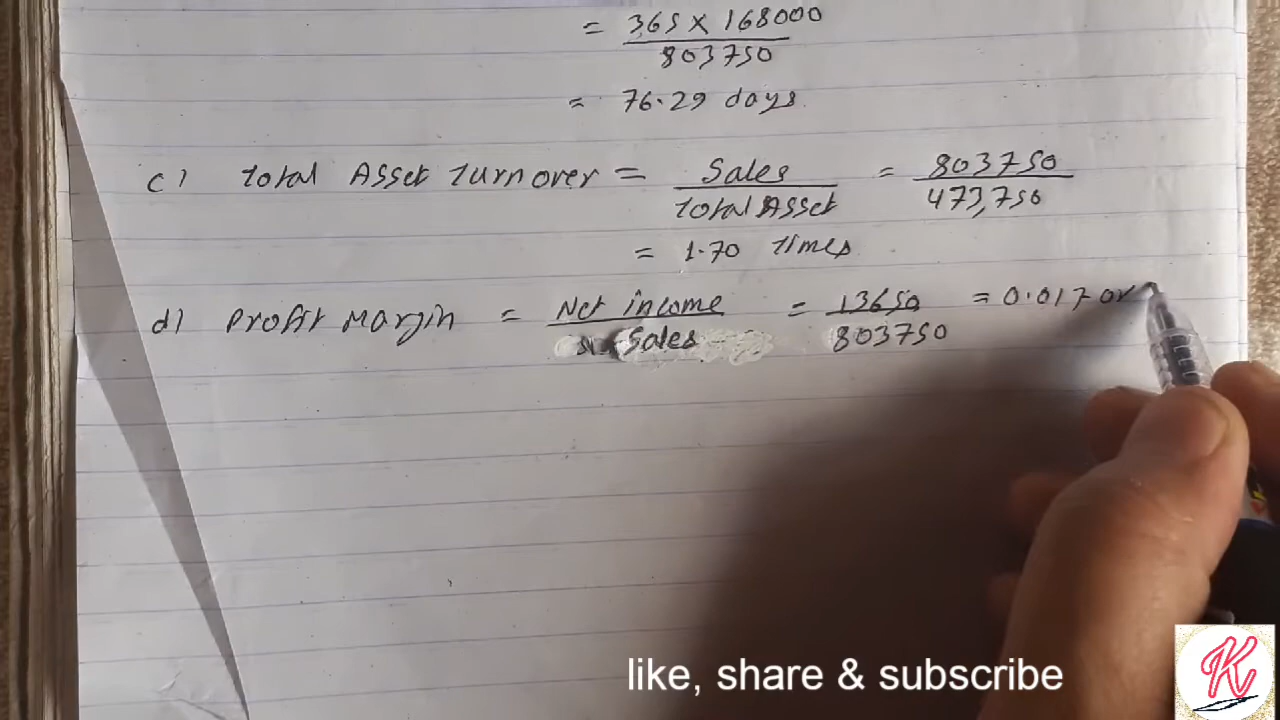 = 365 × 168000
803750
= 76.29 days.
c) Total Asset Turnover = Sales / Total Asset = 803750 / 473,750
= 1.70 Times.
d) Profit Margin = Net income / Sales = 13650 / 803750 = 0.017 or
like, share & subscribe
K